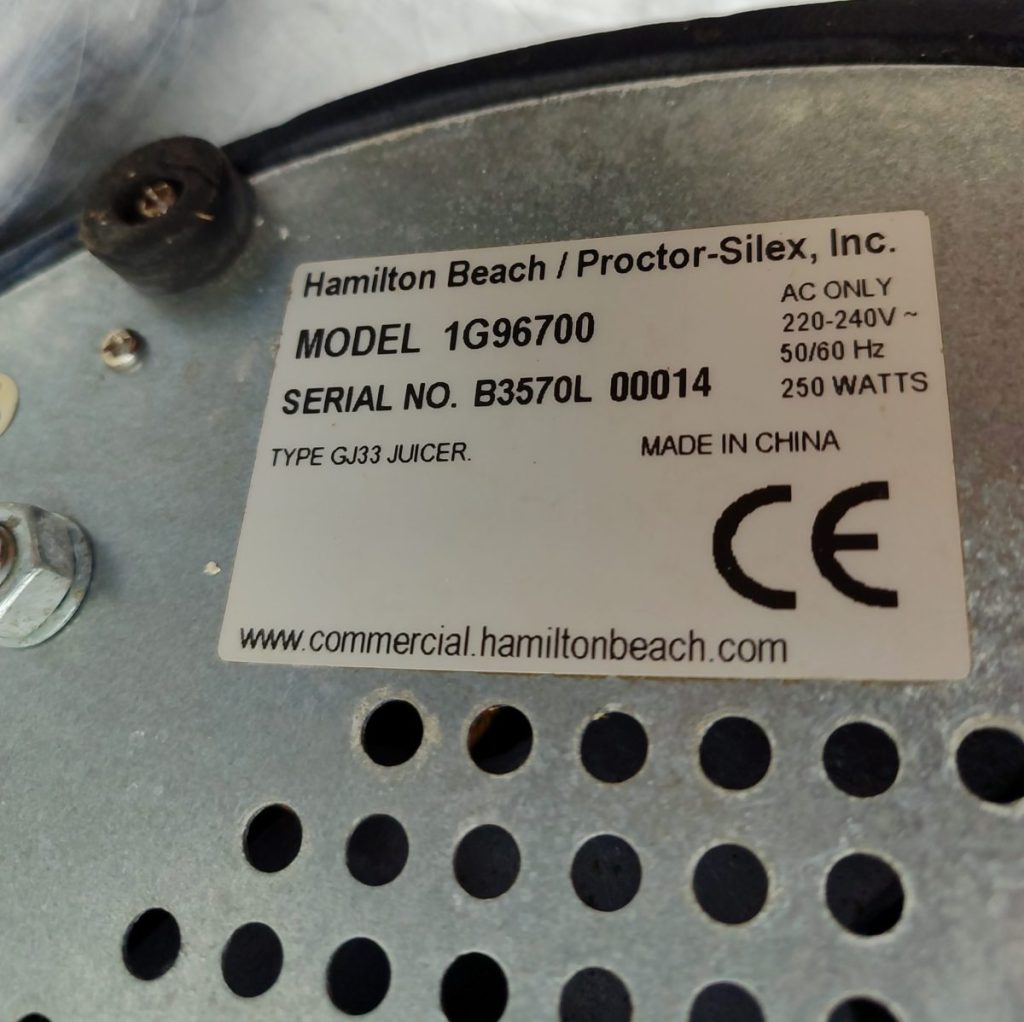 Hamilton Beach / Proctor-Silex, Inc.
MODEL 1G96700
AC ONLY
220-240V ~
50/60 Hz
250 WATTS
SERIAL NO. B3570L 00014
TYPE GJ33 JUICER.
MADE IN CHINA
CE
www.commercial.hamiltonbeach.com